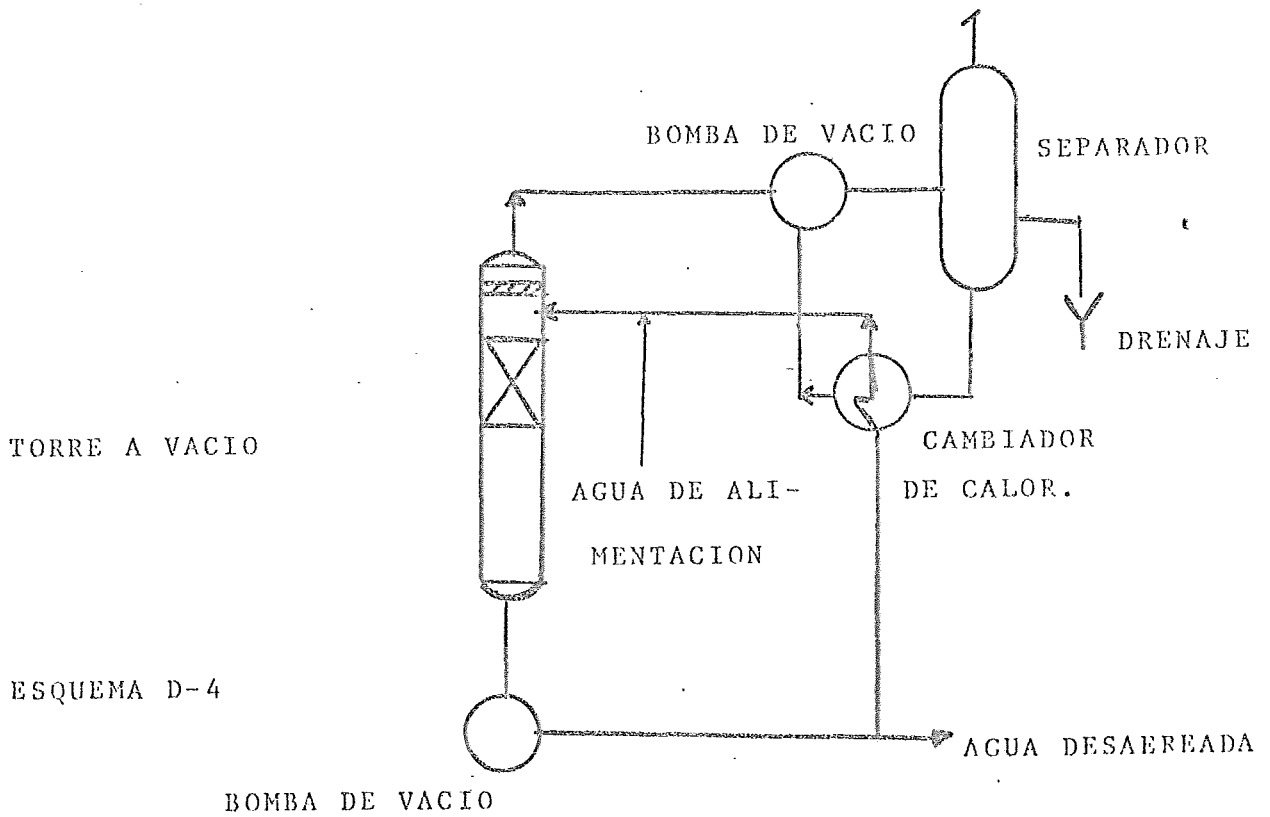 BOMBA DE VACIO
SEPARADOR
DRENAJE
TORRE A VACIO
CAMBIADOR
DE CALOR.
AGUA DE ALI-
MENTACION
ESQUEMA D-4
AGUA DESAEREADA
BOMBA DE VACIO